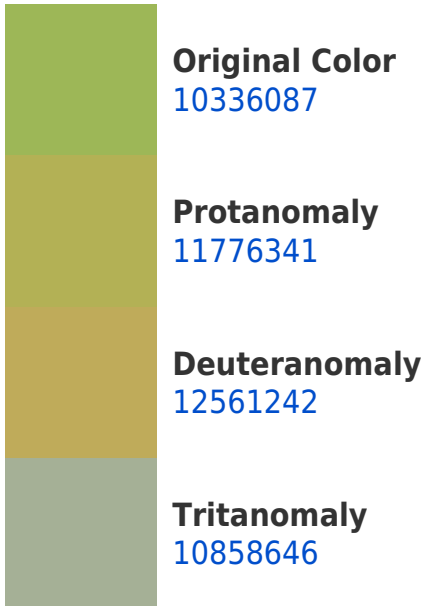 Original Color
10336087
Protanomaly
11776341
Deuteranomaly
12561242
Tritanomaly
10858646